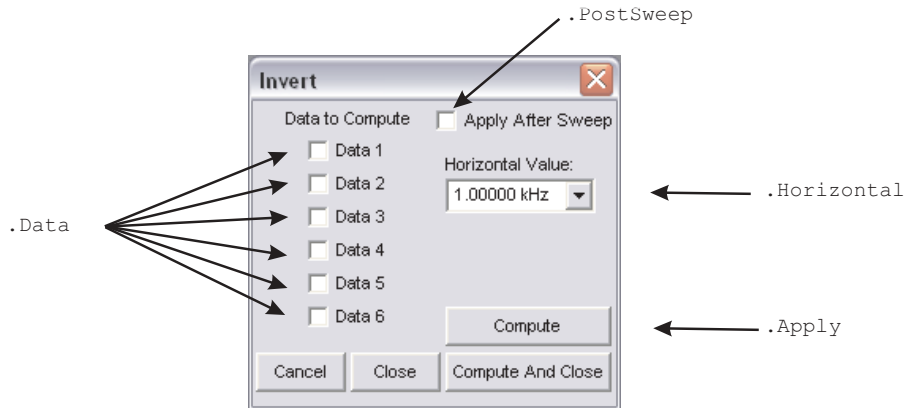 .PostSweep
Invert
Data to Compute
Apply After Sweep
Data 1
Data 2
Data 3
Data 4
Data 5
Data 6
Horizontal Value:
1.00000 kHz
.Data
.Horizontal
Compute
.Apply
Cancel
Close
Compute And Close